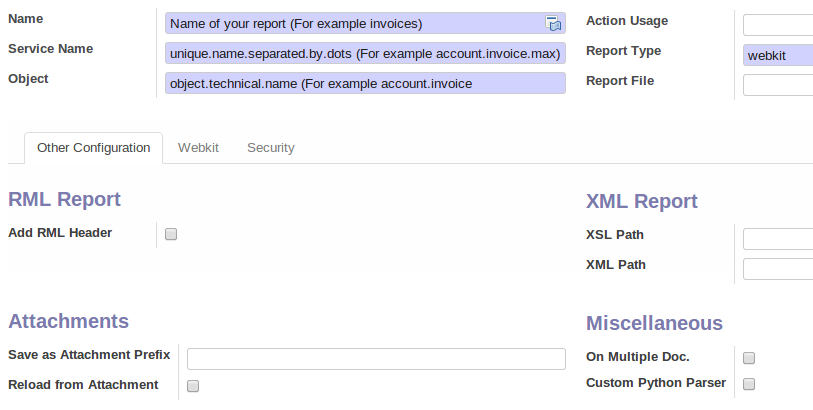 Name
Name of your report (For example invoices)
Action Usage
Service Name
unique.name.separated.by.dots (For example account.invoice.max)
Report Type
webkit
Object
object.technical.name (For example account.invoice
Report File
Other Configuration
Webkit
Security
RML Report
XML Report
Add RML Header
XSL Path
XML Path
Attachments
Miscellaneous
Save as Attachment Prefix
On Multiple Doc.
Reload from Attachment
Custom Python Parser